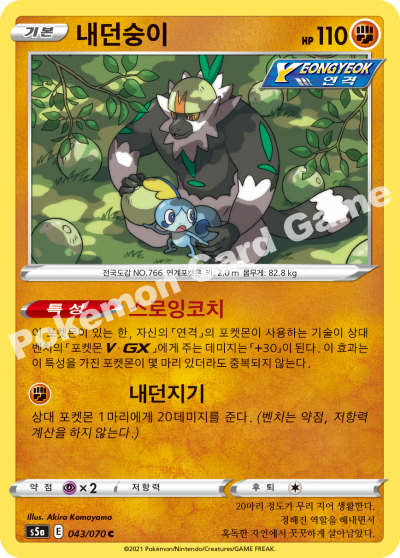 기본 내던숭이 HP 110
YEONGYEOK
연격
전국도감 NO.766 연계포켓몬 키: 2.0 m 몸무게: 82.8 kg
Pokémon Card Game
특성 스로잉코치
이 포켓몬이 있는 한, 자신의 「연격」의 포켓몬이 사용하는 기술이 상대
벤치의 「포켓몬 V·GX」에게 주는 데미지는 「+30」이 된다. 이 효과는
이 특성을 가진 포켓몬이 몇 마리 있더라도 중복되지 않는다.
내던지기
상대 포켓몬 1마리에게 20데미지를 준다. (벤치는 약점, 저항력
계산을 하지 않는다.)
약점 ×2 저항력 후퇴
Illus. Akira Komayama
s5a E 043/070 C
20마리 정도가 무리 지어 생활한다.
정해진 역할을 해내면서
혹독한 자연에서 꿋꿋하게 살아남았다.
©2021 Pokémon/Nintendo/Creatures/GAME FREAK.